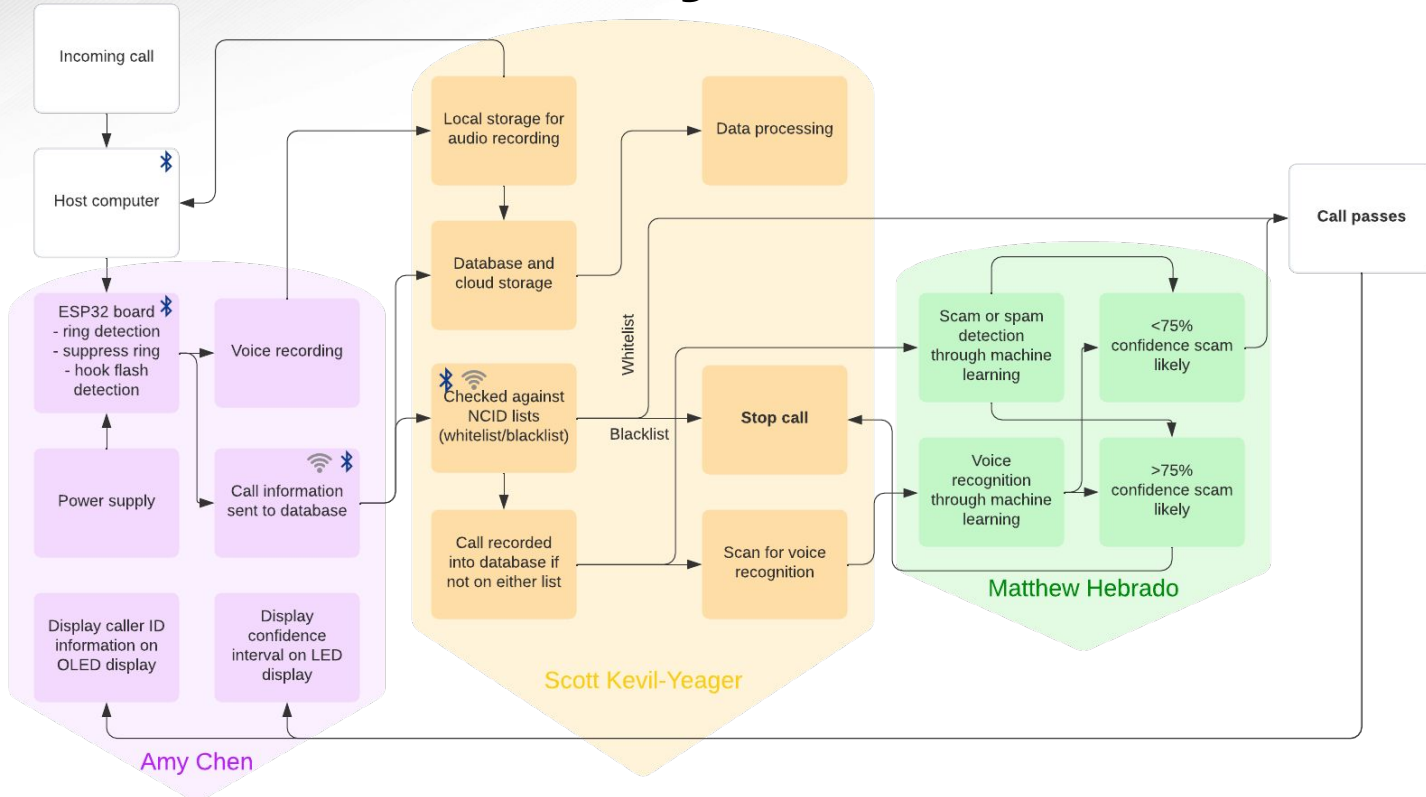 Incoming call
Host computer
ESP32 board
- ring detection
- suppress ring
- hook flash
detection
Voice recording
Power supply
Call information
sent to database
Display caller ID
information on
OLED display
Display
confidence
interval on LED
display
Amy Chen
Local storage for
audio recording
Data processing
Database and
cloud storage
Whitelist
Checked against
NCID lists
(whitelist/blacklist)
Blacklist
Stop call
Call recorded
into database if
not on either list
Scan for voice
recognition
Scott Kevil-Yeager
Scam or spam
detection
through machine
learning
<75%
confidence scam
likely
Voice
recognition
through machine
learning
>75%
confidence scam
likely
Matthew Hebrado
Call passes